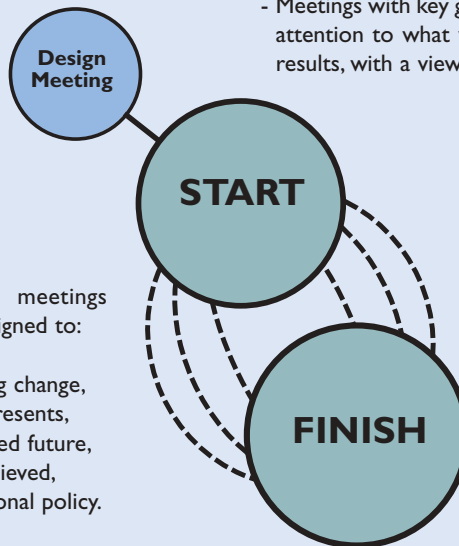 - Meetings with key g
attention to what
results, with a view
Design
Meeting
START
meetings
igned to:
g change,
resents,
ed future,
ieved,
onal policy.
FINISH